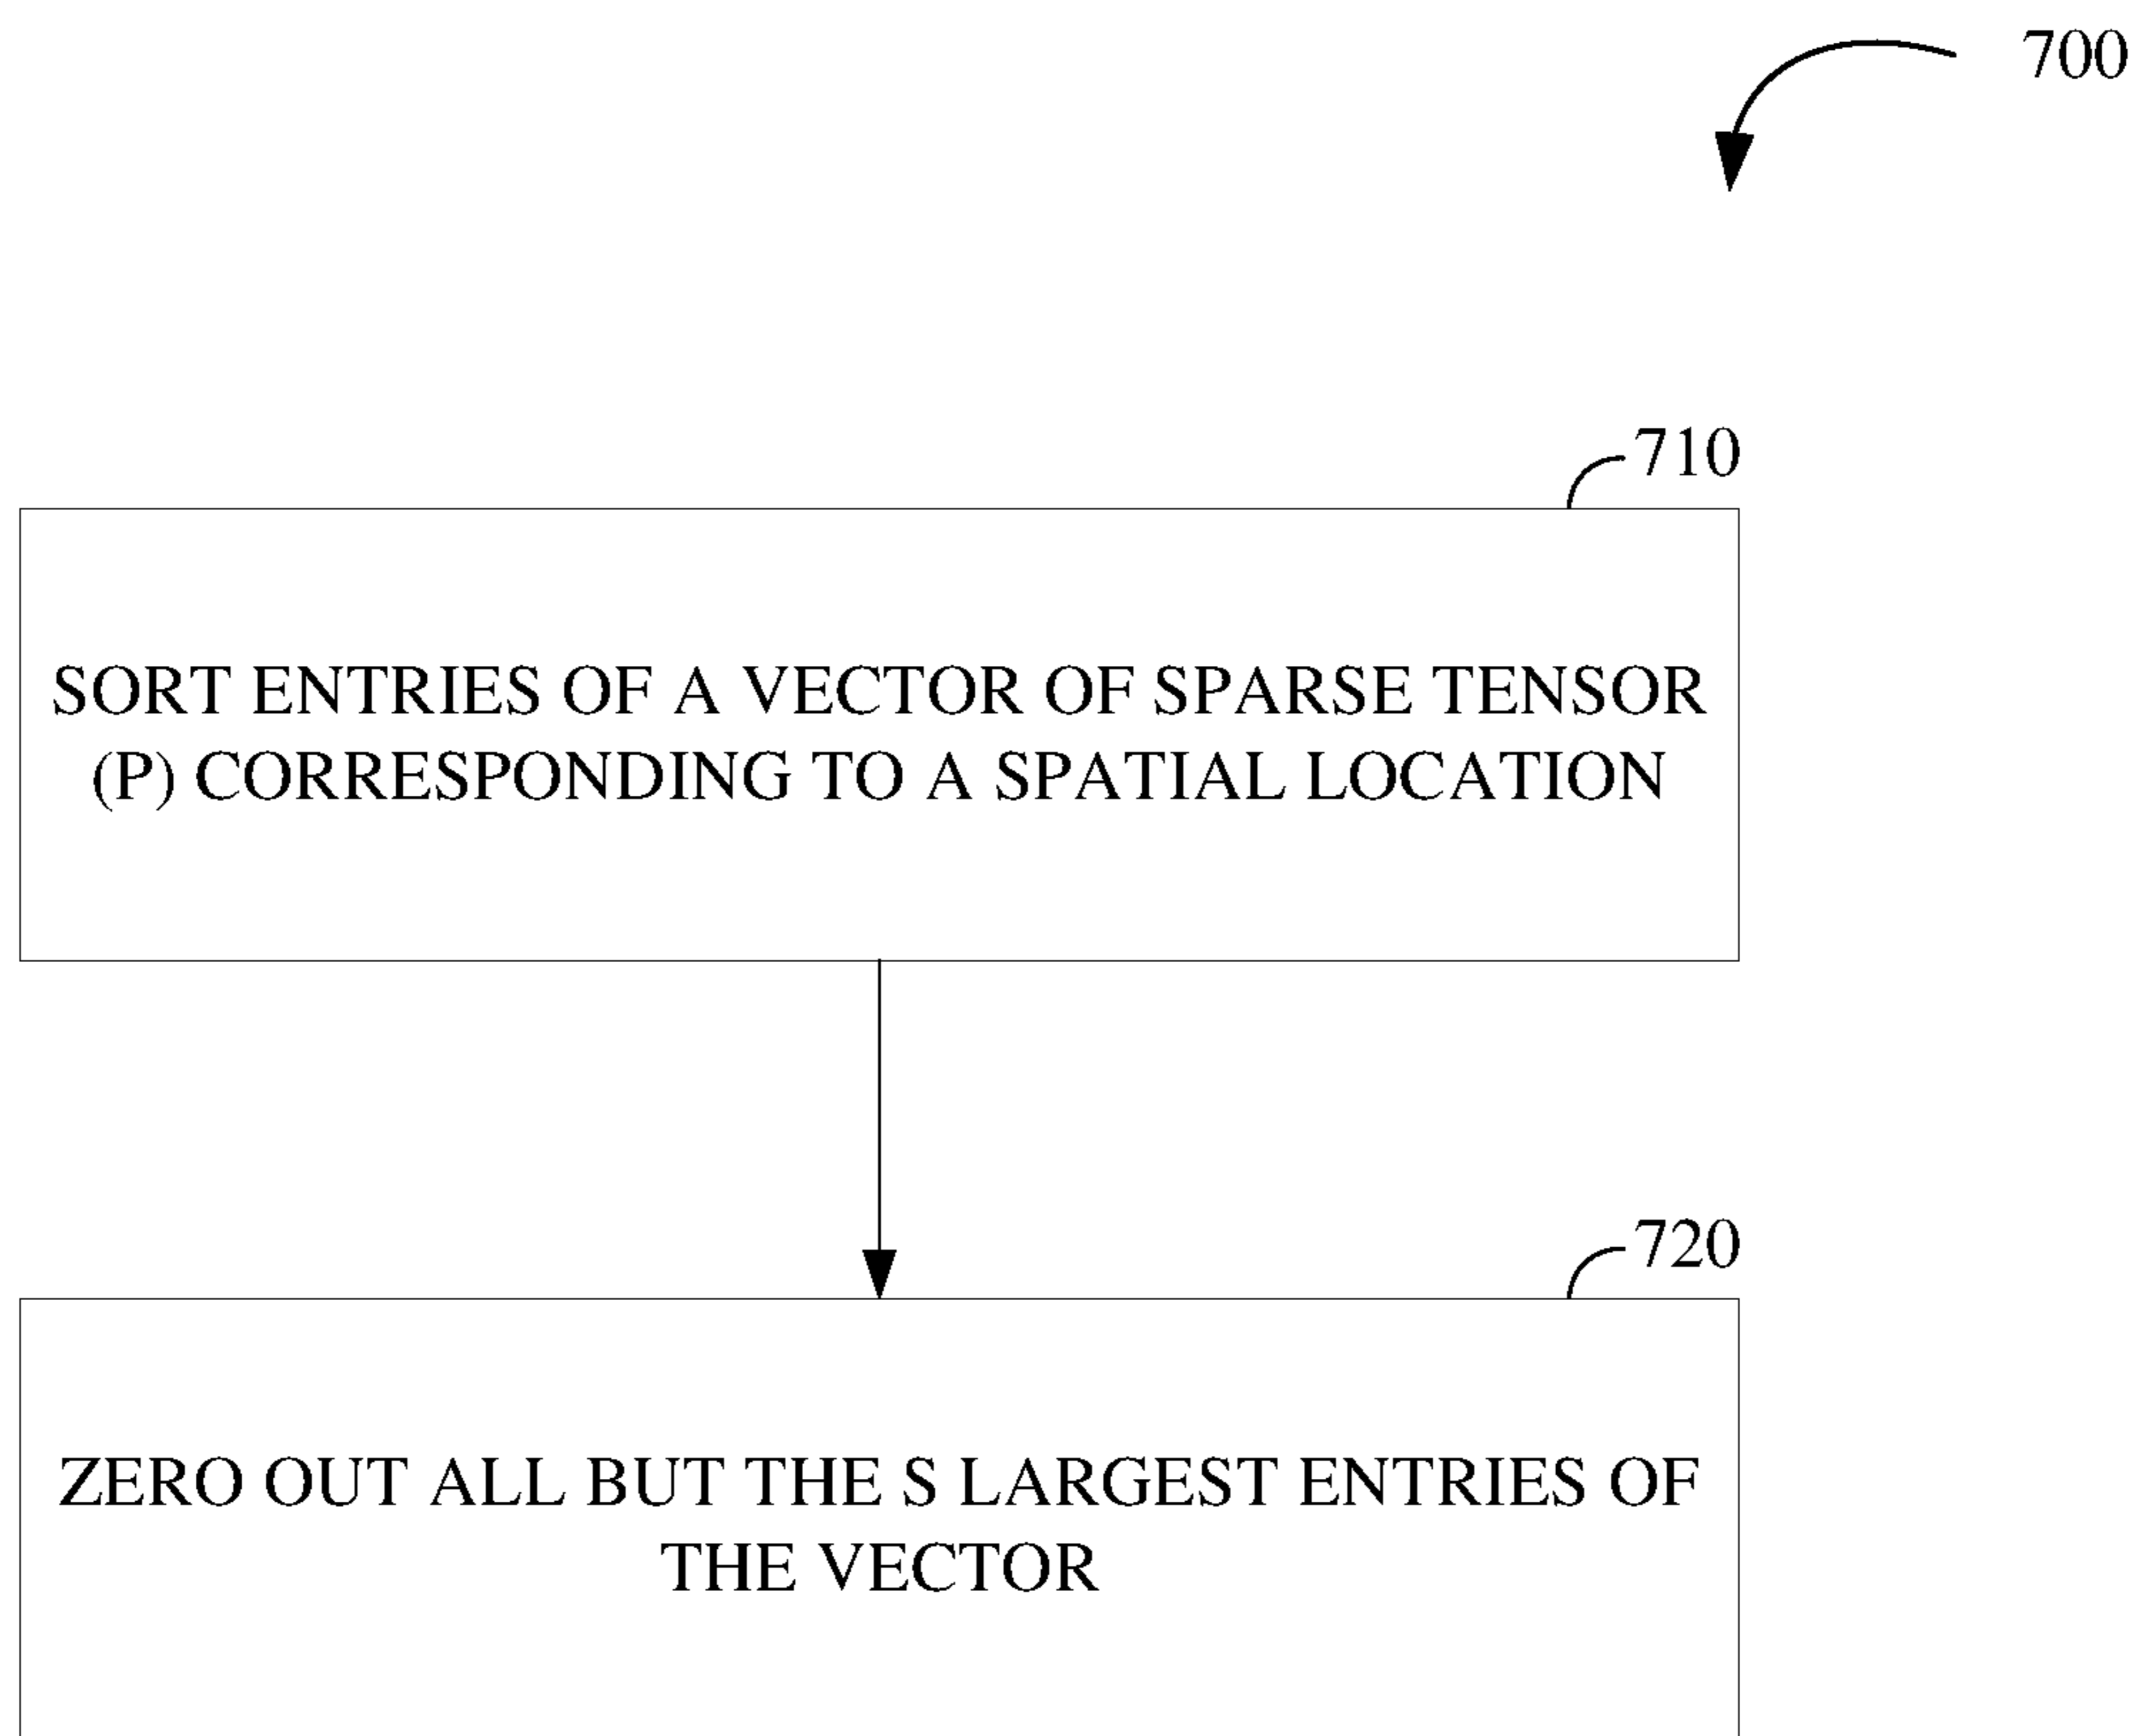 700
710
SORT ENTRIES OF A VECTOR OF SPARSE TENSOR
(P) CORRESPONDING TO A SPATIAL LOCATION
720
ZERO OUT ALL BUT THE S LARGEST ENTRIES OF
THE VECTOR